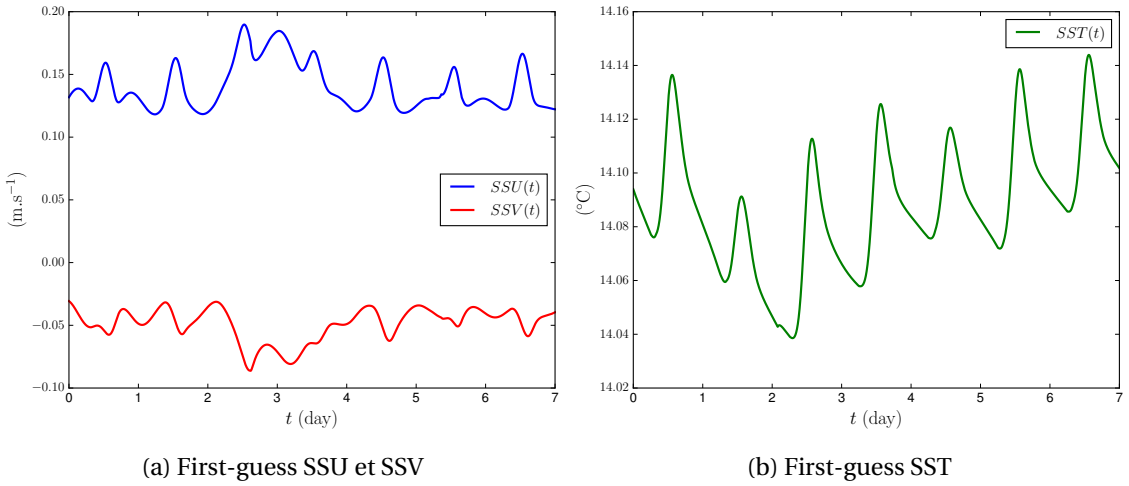 0.20
0.15
0.10
0.05
0.00
−0.05
−0.10
(m.s⁻¹)
SSU(t)
SSV(t)
0 1 2 3 4 5 6 7
t (day)
(a) First-guess SSU et SSV
14.16
14.14
14.12
14.10
14.08
14.06
14.04
14.02
(°C)
SST(t)
0 1 2 3 4 5 6 7
t (day)
(b) First-guess SST